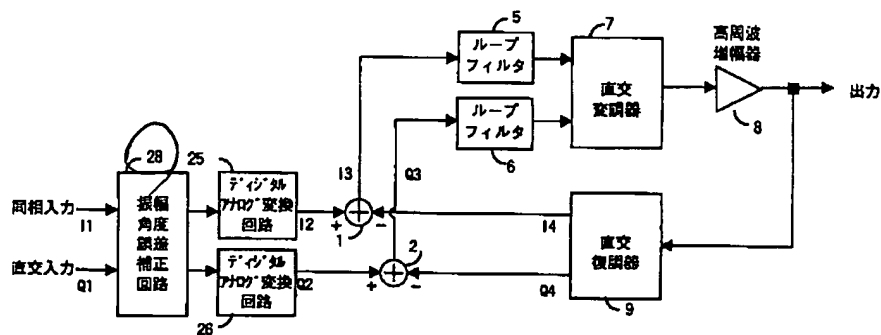 5
ループ
フィルタ
7
直交
変調器
高周波
増幅器
8
出力
ループ
フィルタ
6
28
25
I3
Q3
同相入力
I1
振幅
角度
誤差
補正
回路
ディジタル
アナログ変換
回路
I2
+
-
1
I4
2
直交
復調器
直交入力
Q1
ディジタル
アナログ変換
回路
Q2
+
-
Q4
9
26